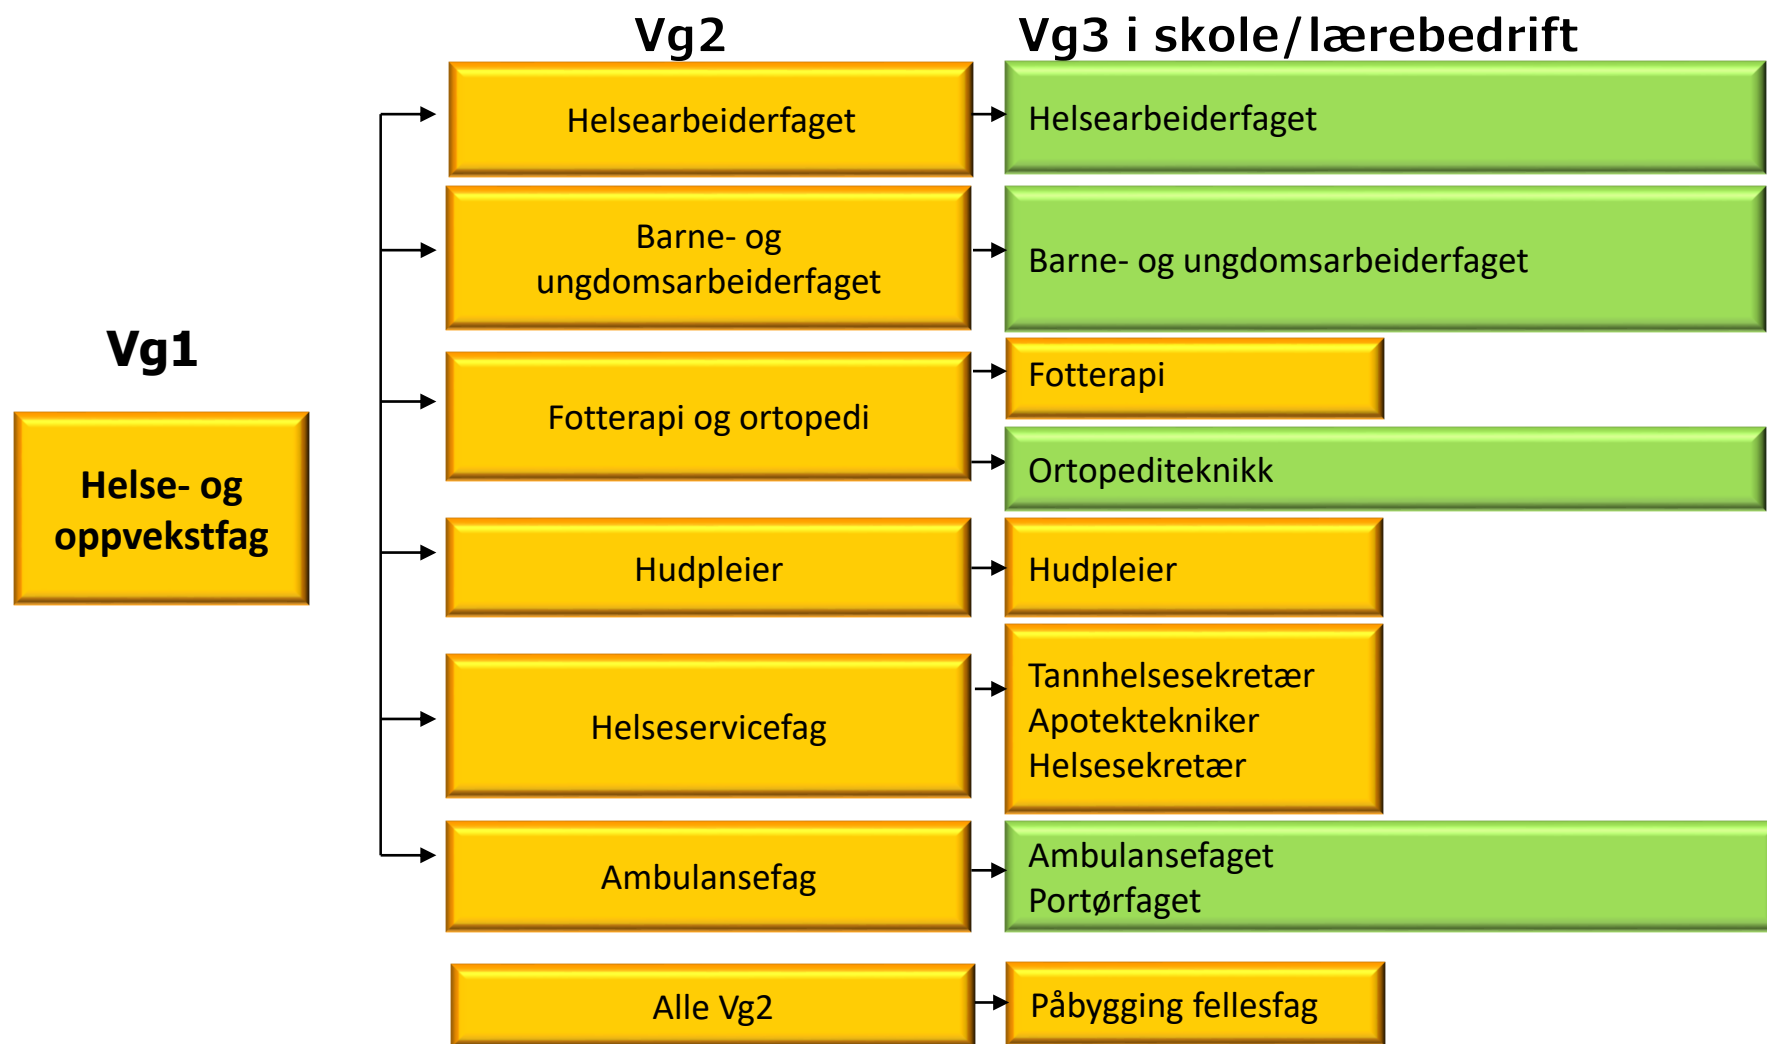 Vg2
Vg3 i skole/lærebedrift
Helsearbeiderfaget
Helsearbeiderfaget
Barne- og
ungdomsarbeiderfaget
Barne- og ungdomsarbeiderfaget
Vg1
Helse- og
oppvekstfag
Fotterapi og ortopedi
Fotterapi
Ortopediteknikk
Hudpleier
Hudpleier
Helseservicefag
Tannhelsesekretær
Apotektekniker
Helsesekretær
Ambulansefag
Ambulansefaget
Portørfaget
Alle Vg2
Påbygging fellesfag